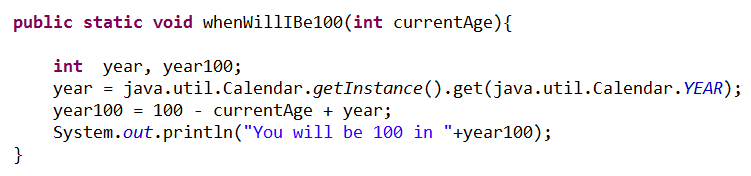 public static void whenWillIBe100(int currentAge){
int  year, year100;
year = java.util.Calendar.getInstance().get(java.util.Calendar.YEAR);
year100 = 100 - currentAge + year;
System.out.println("You will be 100 in "+year100);
}